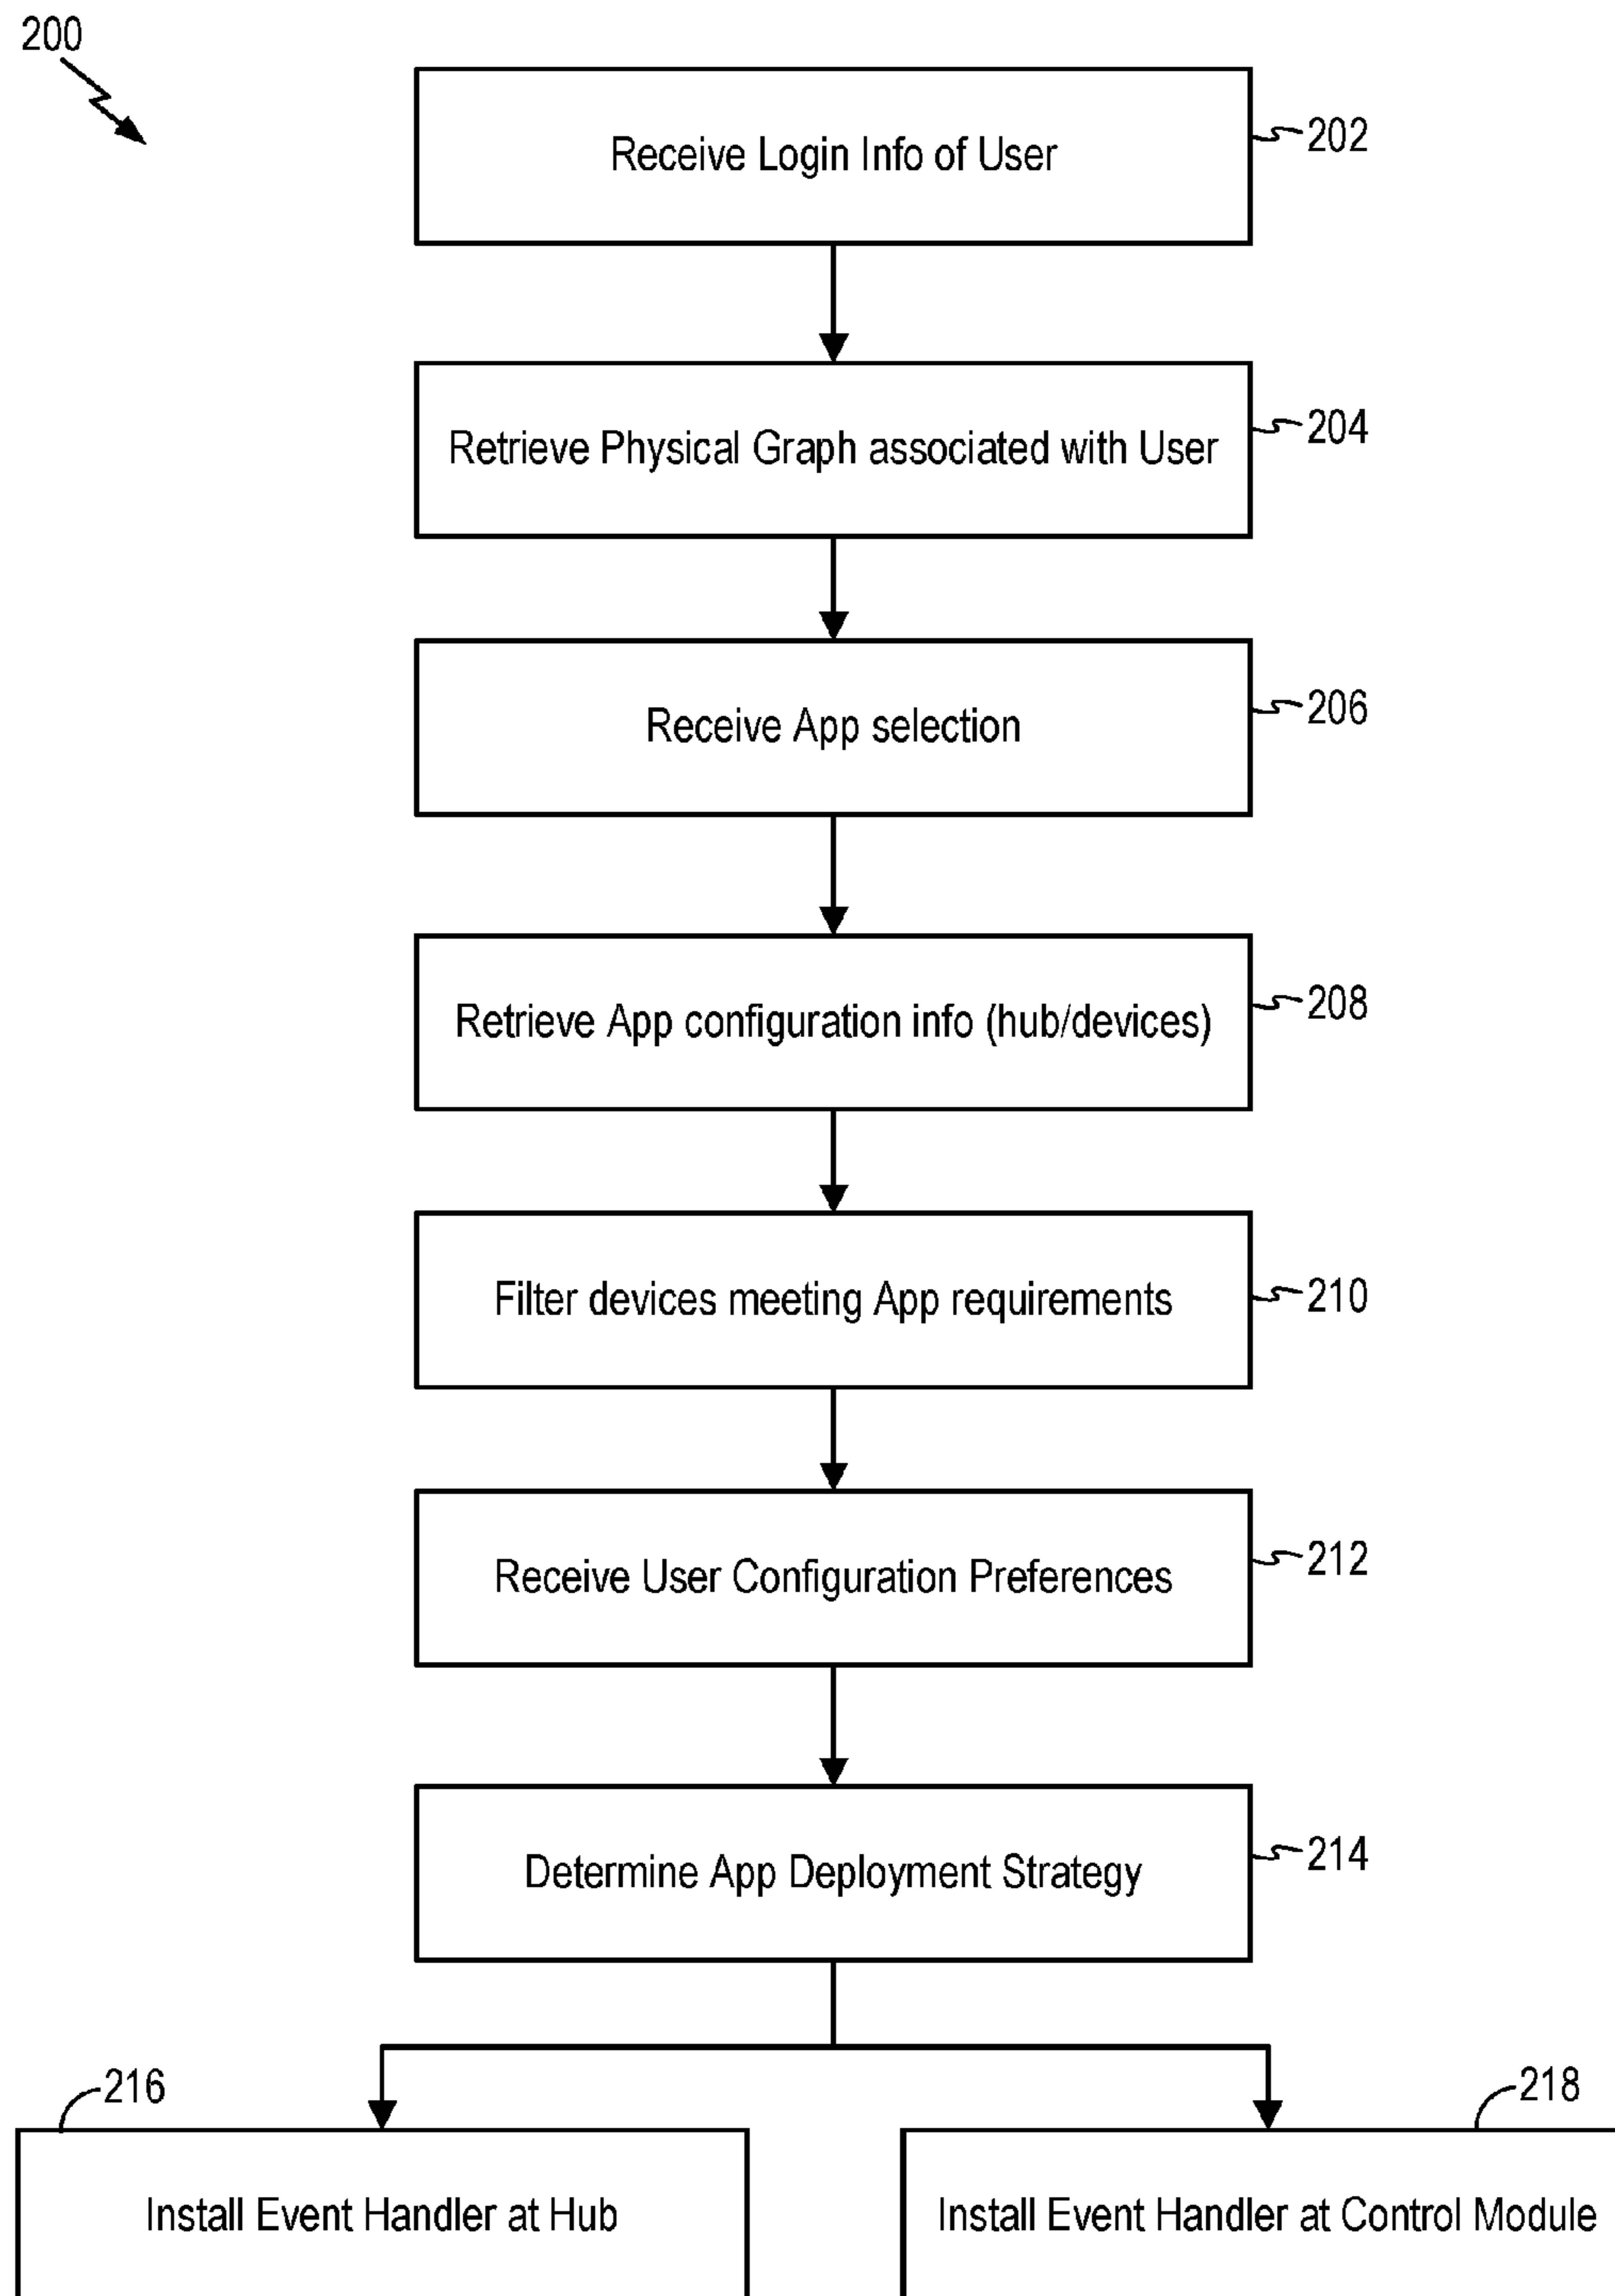 200
Receive Login Info of User
202
Retrieve Physical Graph associated with User
204
Receive App selection
206
Retrieve App configuration info (hub/devices)
208
Filter devices meeting App requirements
210
Receive User Configuration Preferences
212
Determine App Deployment Strategy
214
216
218
Install Event Handler at Hub
Install Event Handler at Control Module